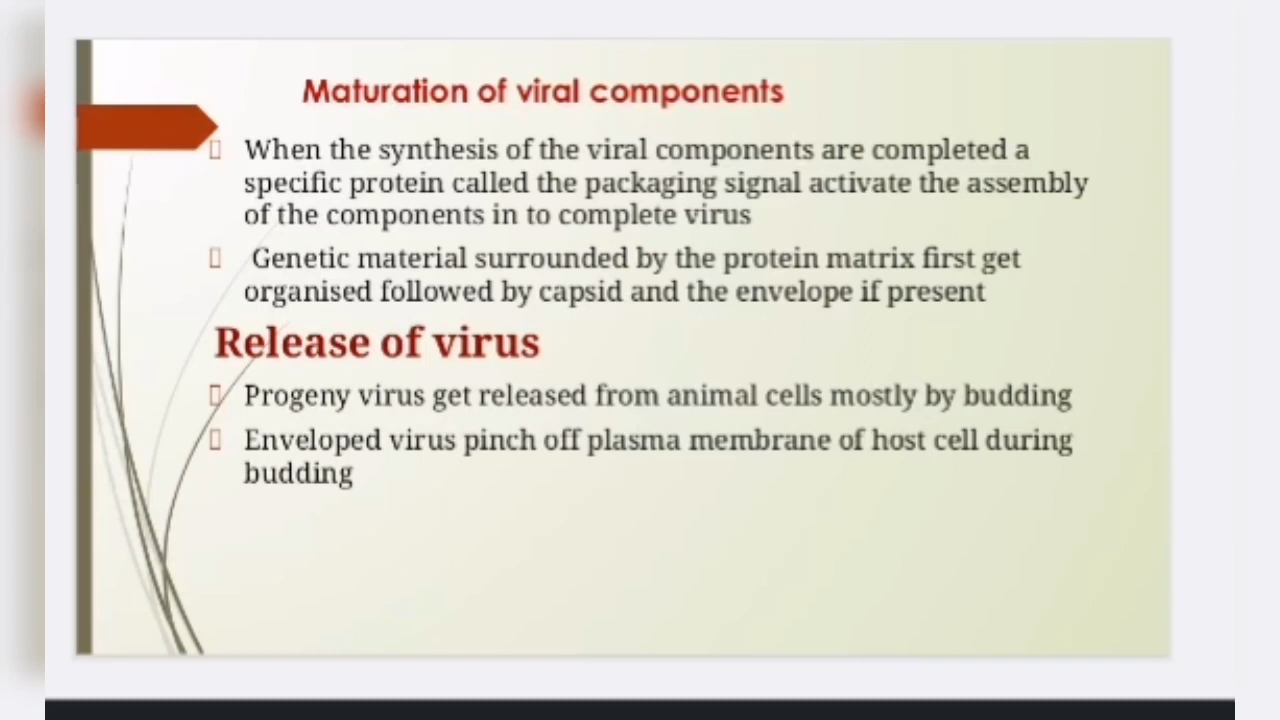 Maturation of viral components
When the synthesis of the viral components are completed a
specific protein called the packaging signal activate the assembly
of the components in to complete virus
Genetic material surrounded by the protein matrix first get
organised followed by capsid and the envelope if present
Release of virus
Progeny virus get released from animal cells mostly by budding
Enveloped virus pinch off plasma membrane of host cell during
budding